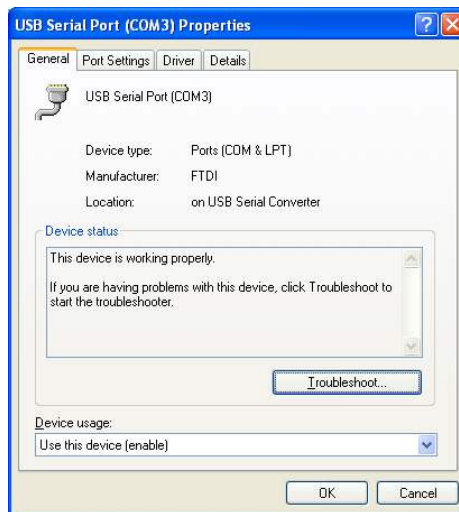 USB Serial Port (COM3) Properties
General Port Settings Driver Details
USB Serial Port (COM3)
Device type: Ports (COM & LPT)
Manufacturer: FTDI
Location: on USB Serial Converter
Device status
This device is working properly.
If you are having problems with this device, click Troubleshoot to
start the troubleshooter.
Troubleshoot...
Device usage:
Use this device (enable)
OK Cancel